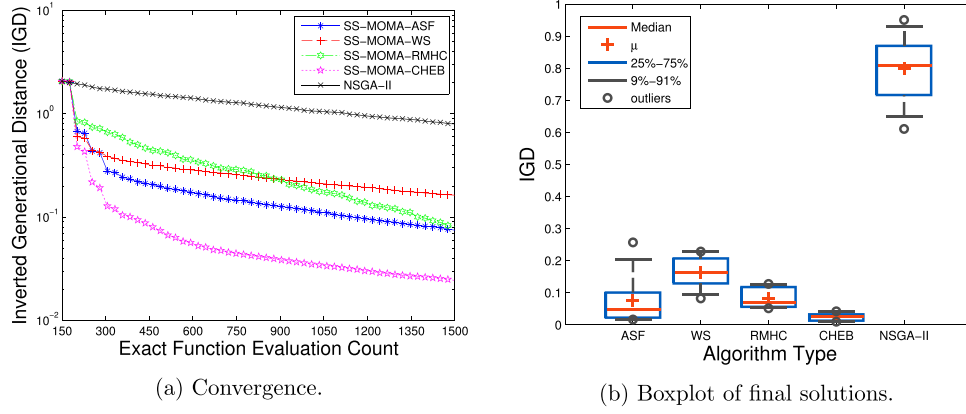 Inverted Generational Distance (IGD)
10^1
10^0
10^-1
10^-2
SS-MOMA-ASF
SS-MOMA-WS
SS-MOMA-RMHC
SS-MOMA-CHEB
NSGA-II
150 300 450 600 750 900 1050 1200 1350 1500
Exact Function Evaluation Count
(a) Convergence.
IGD
1
0.9
0.8
0.7
0.6
0.5
0.4
0.3
0.2
0.1
0
Median
μ
25%-75%
9%-91%
outliers
ASF WS RMHC CHEB NSGA-II
Algorithm Type
(b) Boxplot of final solutions.